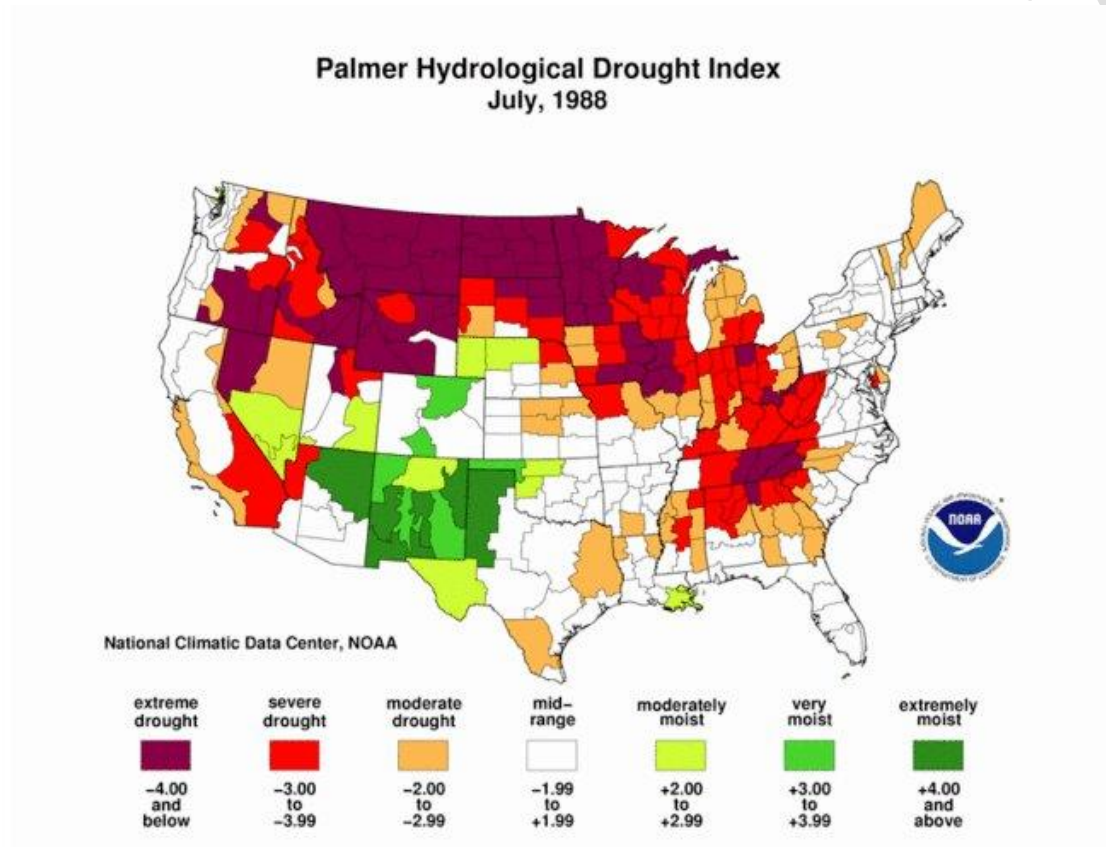 Palmer Hydrological Drought Index
July, 1988
NOAA
National Climatic Data Center, NOAA
extreme drought
−4.00 and below
severe drought
−3.00 to −3.99
moderate drought
−2.00 to −2.99
mid−range
−1.99 to +1.99
moderately moist
+2.00 to +2.99
very moist
+3.00 to +3.99
extremely moist
+4.00 and above